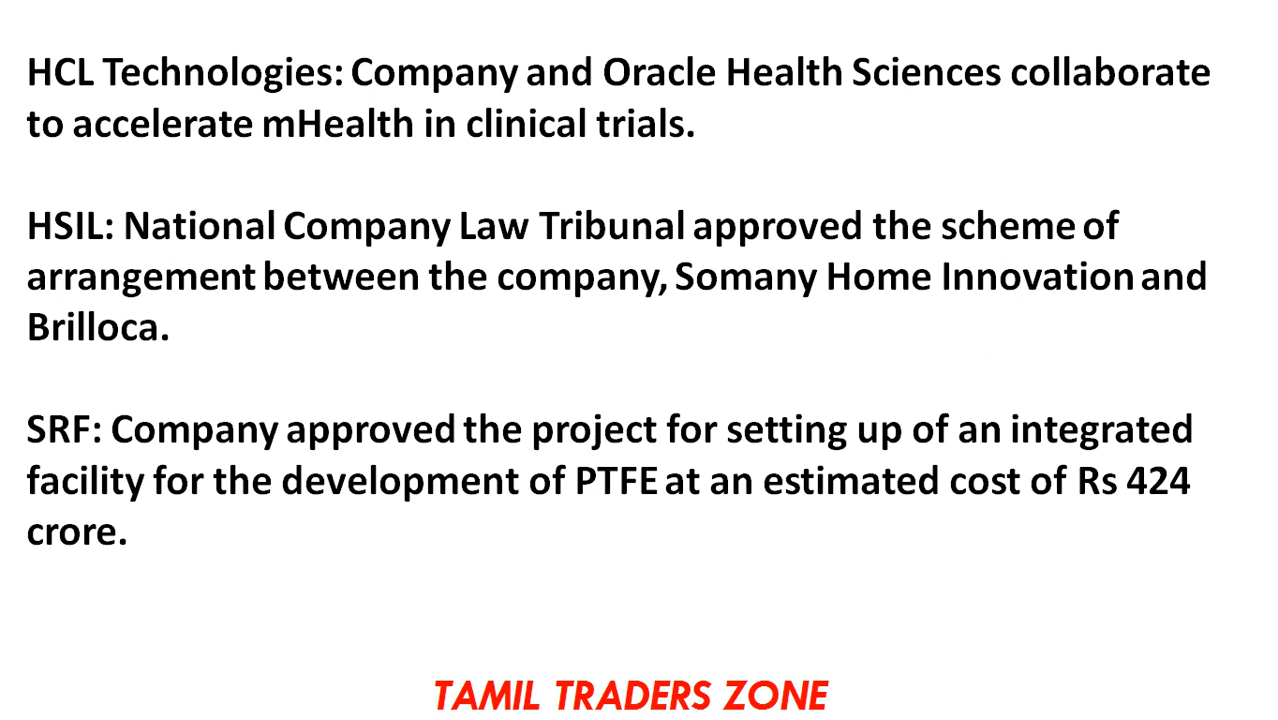 HCL Technologies: Company and Oracle Health Sciences collaborate
to accelerate mHealth in clinical trials.
HSIL: National Company Law Tribunal approved the scheme of
arrangement between the company, Somany Home Innovation and
Brilloca.
SRF: Company approved the project for setting up of an integrated
facility for the development of PTFE at an estimated cost of Rs 424
crore.
TAMIL TRADERS ZONE